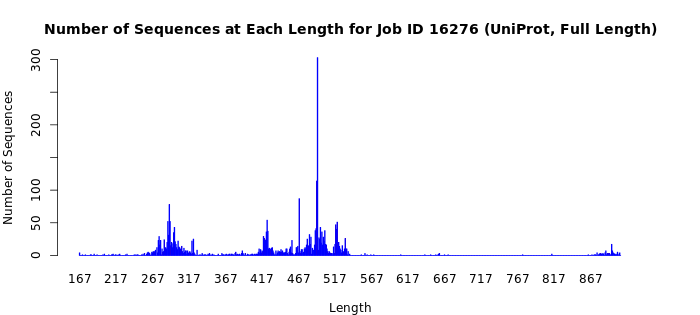 Number of Sequences at Each Length for Job ID 16276 (UniProt, Full Length)
Number of Sequences
300
200
100
50
0
167 217 267 317 367 417 467 517 567 617 667 717 767 817 867
Length